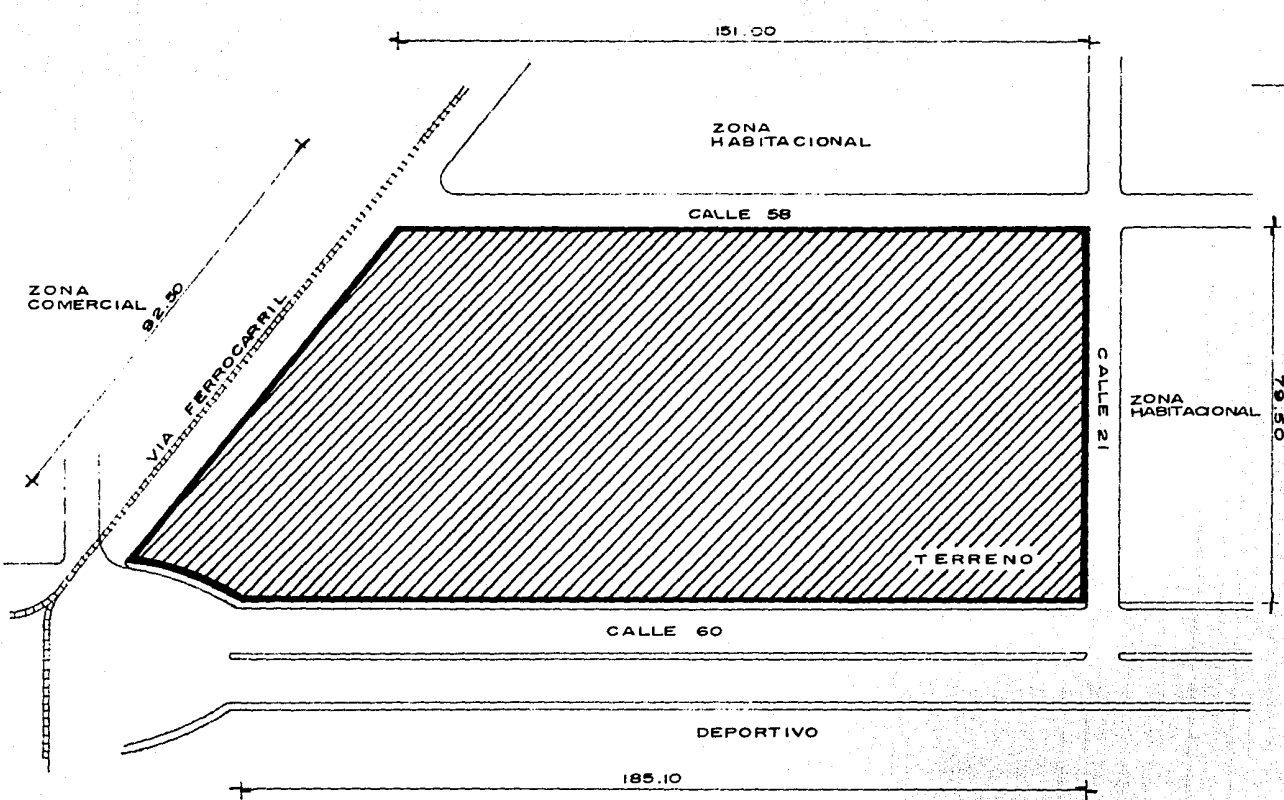 151.00
ZONA
HABITACIONAL
CALLE 58
ZONA
COMERCIAL
92.50
VIA FERROCARRIL
CALLE 21
ZONA
HABITACIONAL
79.50
TERRENO
CALLE 60
DEPORTIVO
185.10